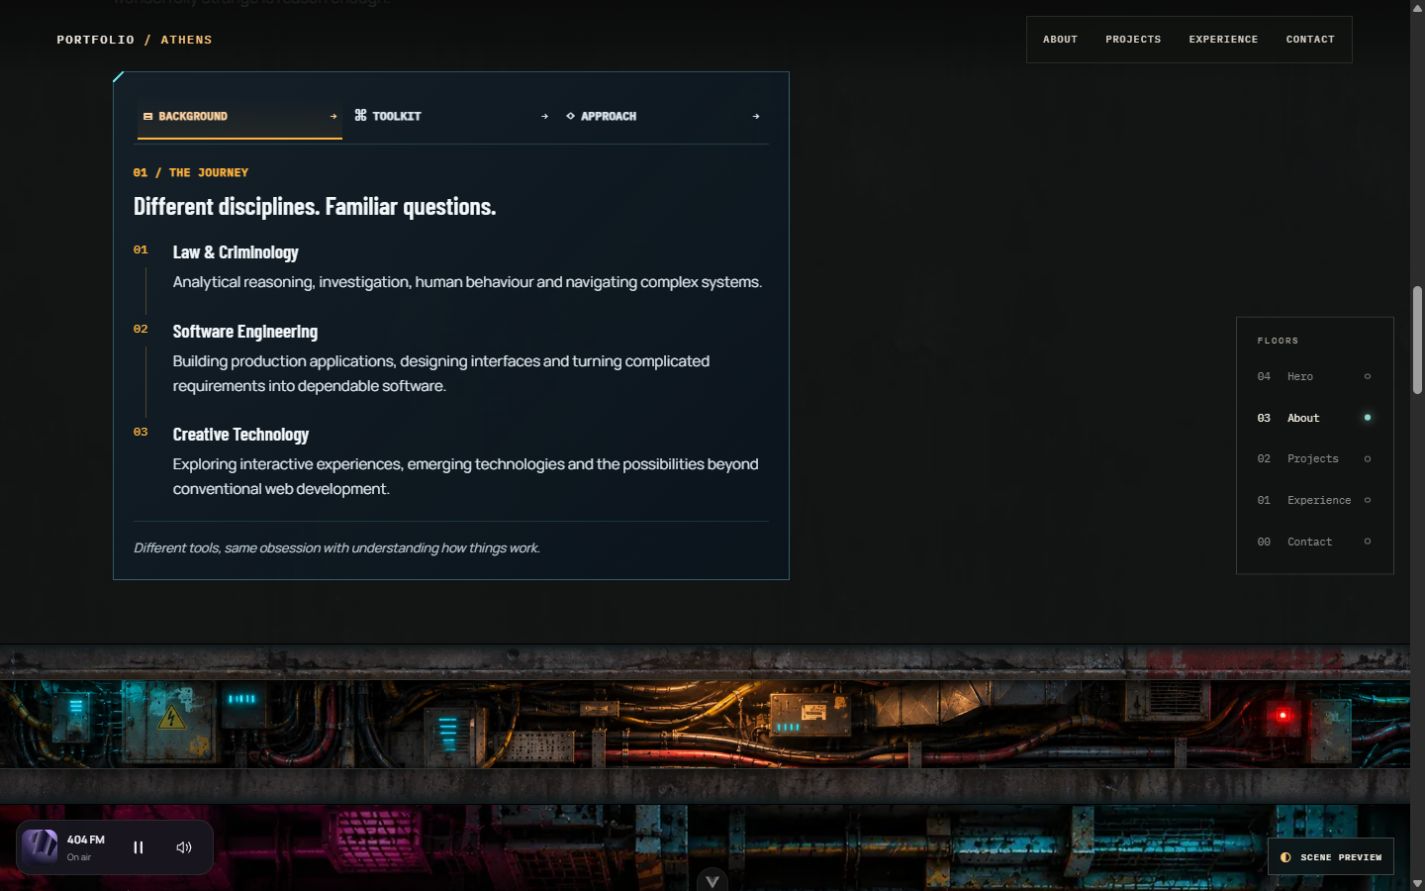 PORTFOLIO / ATHENS
ABOUT PROJECTS EXPERIENCE CONTACT
BACKGROUND → TOOLKIT → APPROACH →
01 / THE JOURNEY
Different disciplines. Familiar questions.
01 Law & Criminology
Analytical reasoning, investigation, human behaviour and navigating complex systems.
02 Software Engineering
Building production applications, designing interfaces and turning complicated
requirements into dependable software.
03 Creative Technology
Exploring interactive experiences, emerging technologies and the possibilities beyond
conventional web development.
Different tools, same obsession with understanding how things work.
FLOORS
04 Hero
03 About
02 Projects
01 Experience
00 Contact
404 FM
On air
SCENE PREVIEW